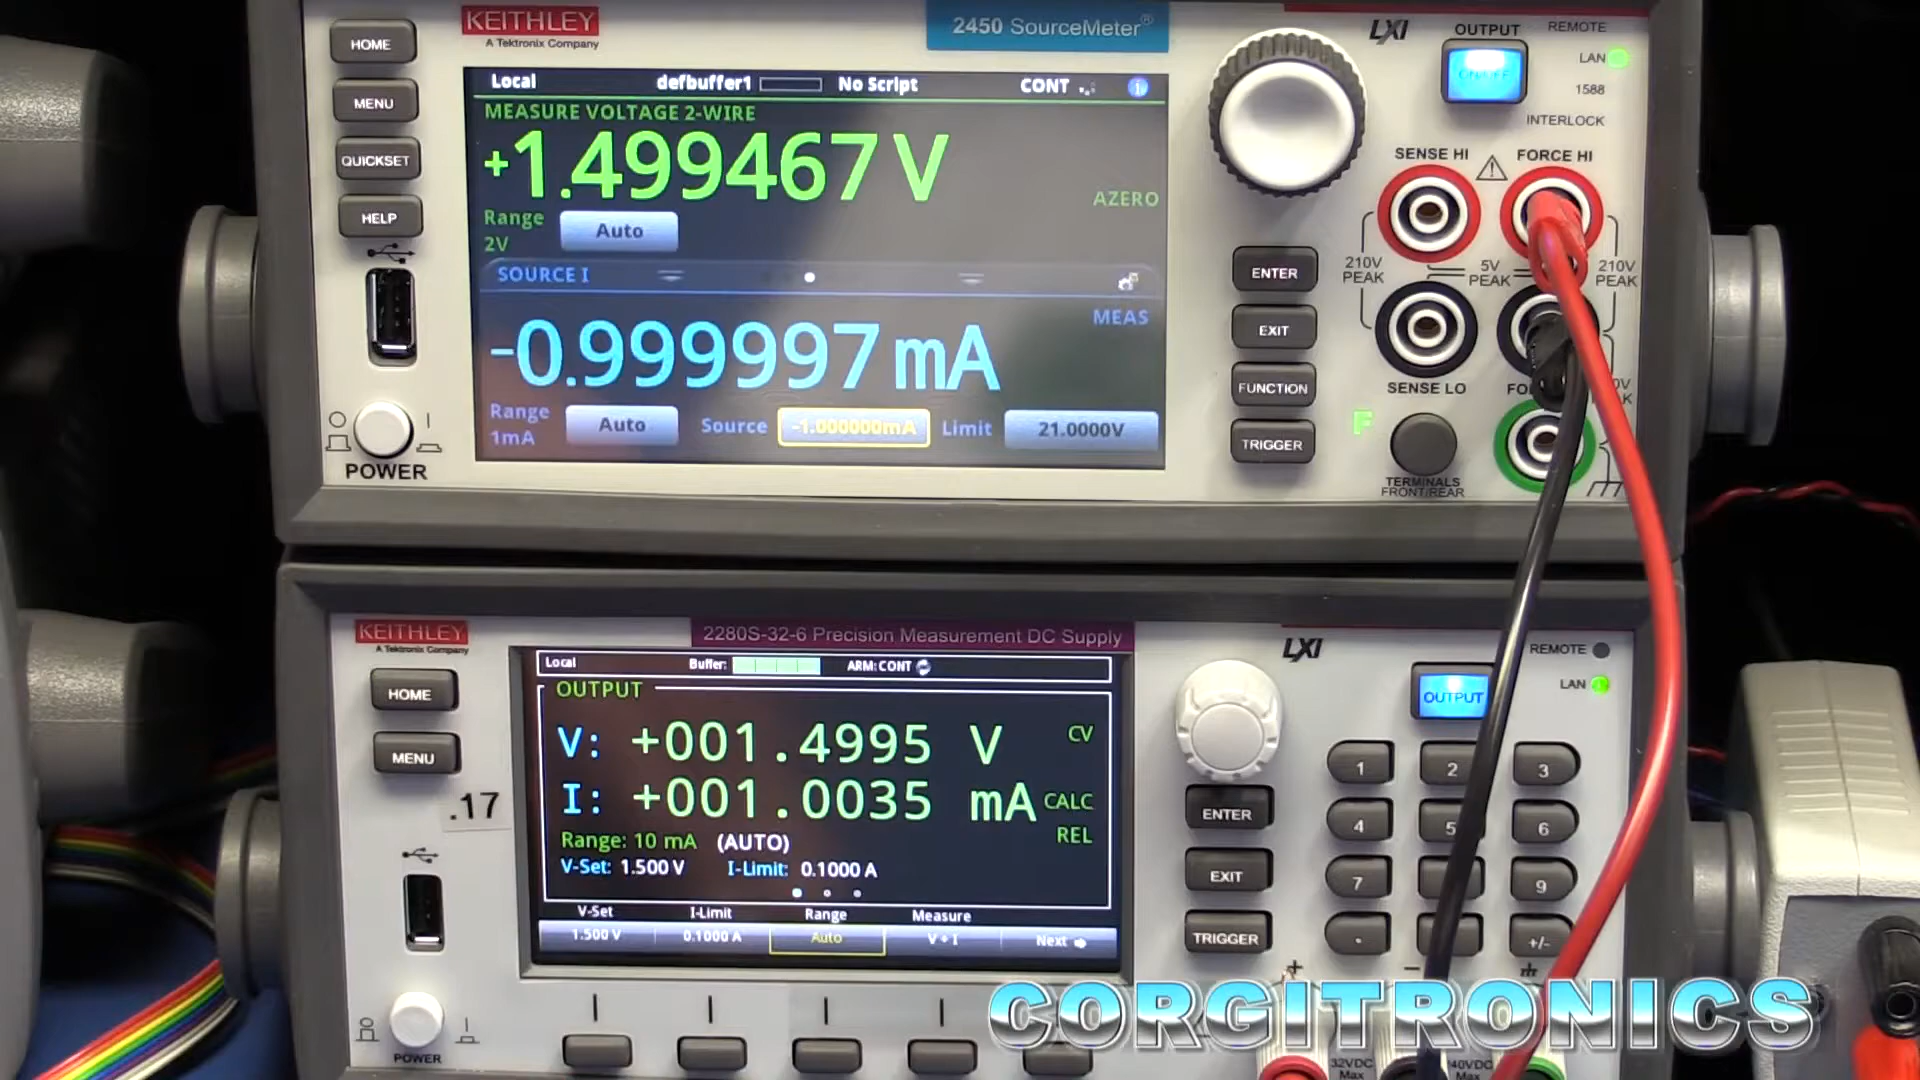 KEITHLEY
A Tektronix Company
2450 SourceMeter®
LXI
OUTPUT
ON/OFF
REMOTE
LAN
1588
INTERLOCK
HOME
MENU
QUICKSET
HELP
POWER
Local defbuffer1 No Script CONT
MEASURE VOLTAGE 2-WIRE
+1.499467 V
AZERO
Range
2V
Auto
SOURCE I
MEAS
-0.999997 mA
Range
1mA
Auto
Source -1.000000mA Limit 21.0000V
ENTER
EXIT
FUNCTION
TRIGGER
SENSE HI
FORCE HI
210V
PEAK
5V
PEAK
210V
PEAK
SENSE LO
F
TERMINALS
FRONT/REAR
KEITHLEY
A Tektronix Company
2280S-32-6 Precision Measurement DC Supply
LXI
REMOTE
LAN
OUTPUT
HOME
MENU
.17
POWER
Local Buffer: ARM: CONT
OUTPUT
V: +001.4995 V CV
I: +001.0035 mA CALC
REL
Range: 10 mA (AUTO)
V-Set: 1.500 V I-Limit: 0.1000 A
V-Set I-Limit Range Measure
1.500 V 0.1000 A Auto V+I Next
ENTER
EXIT
TRIGGER
1 2 3
4 5 6
7 9
. +/-
+ −
CORGITRONICS
32VDC
Max
Max